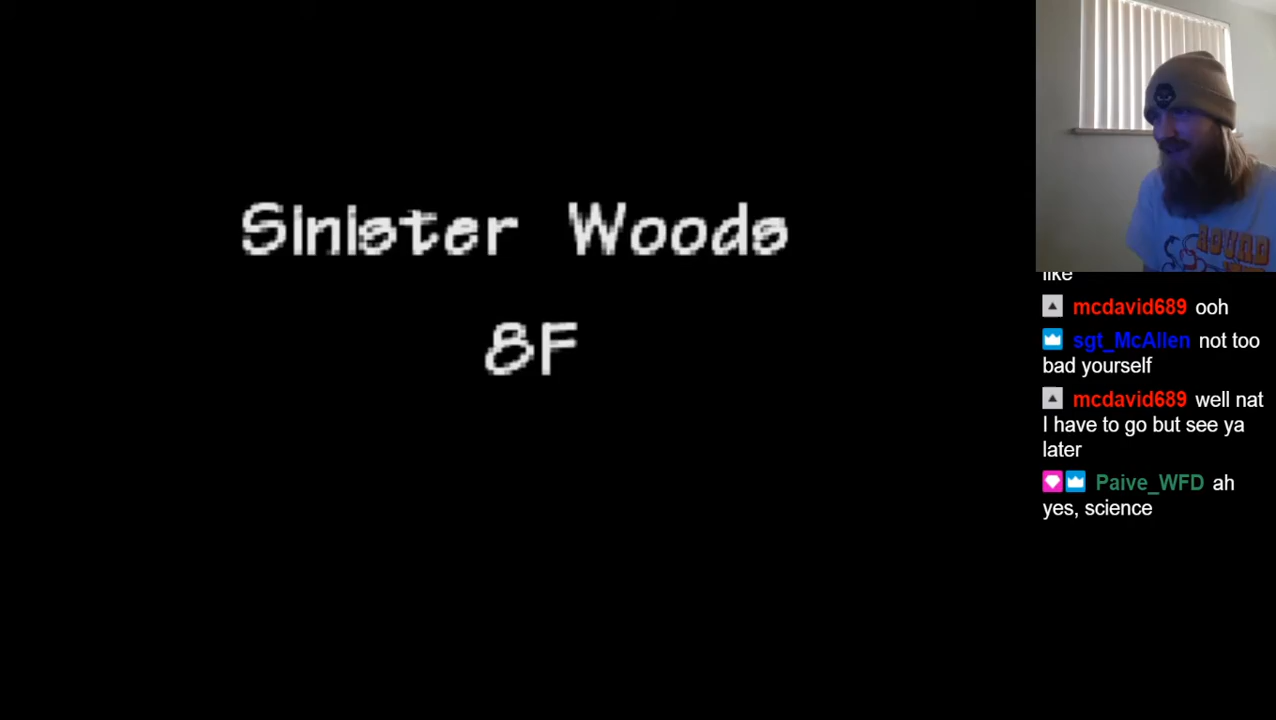 Sinister Woods
8F
like
mcdavid689 ooh
sgt_McAllen not too
bad yourself
mcdavid689 well nat
I have to go but see ya
later
Paive_WFD ah
yes, science